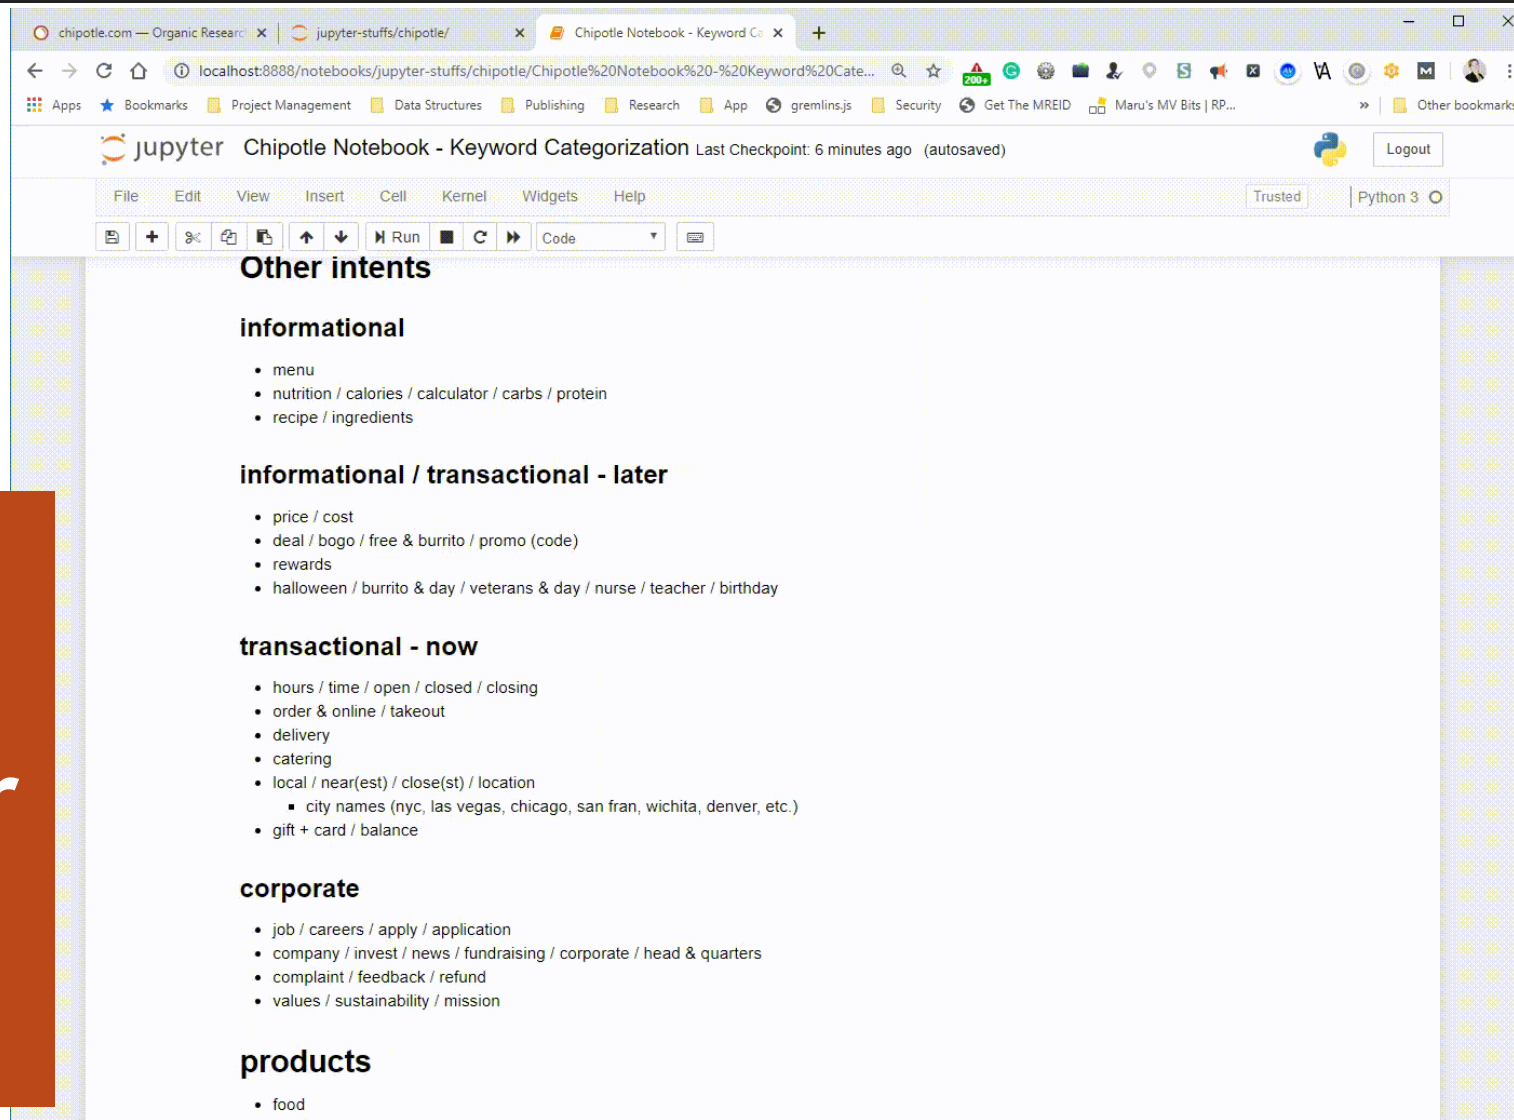 chipotle.com — Organic Researc
jupyter-stuffs/chipotle/
Chipotle Notebook - Keyword Ca
localhost:8888/notebooks/jupyter-stuffs/chipotle/Chipotle%20Notebook%20-%20Keyword%20Cate...
200+
Apps Bookmarks Project Management Data Structures Publishing Research App gremlins.js Security Get The MREID Maru's MV Bits | RP... » Other bookmarks
jupyter Chipotle Notebook - Keyword Categorization Last Checkpoint: 6 minutes ago (autosaved)
Logout
File Edit View Insert Cell Kernel Widgets Help Trusted Python 3
Run Code
Other intents
informational
• menu
• nutrition / calories / calculator / carbs / protein
• recipe / ingredients
informational / transactional - later
• price / cost
• deal / bogo / free & burrito / promo (code)
• rewards
• halloween / burrito & day / veterans & day / nurse / teacher / birthday
transactional - now
• hours / time / open / closed / closing
• order & online / takeout
• delivery
• catering
• local / near(est) / close(st) / location
▪ city names (nyc, las vegas, chicago, san fran, wichita, denver, etc.)
• gift + card / balance
corporate
• job / careers / apply / application
• company / invest / news / fundraising / corporate / head & quarters
• complaint / feedback / refund
• values / sustainability / mission
products
• food